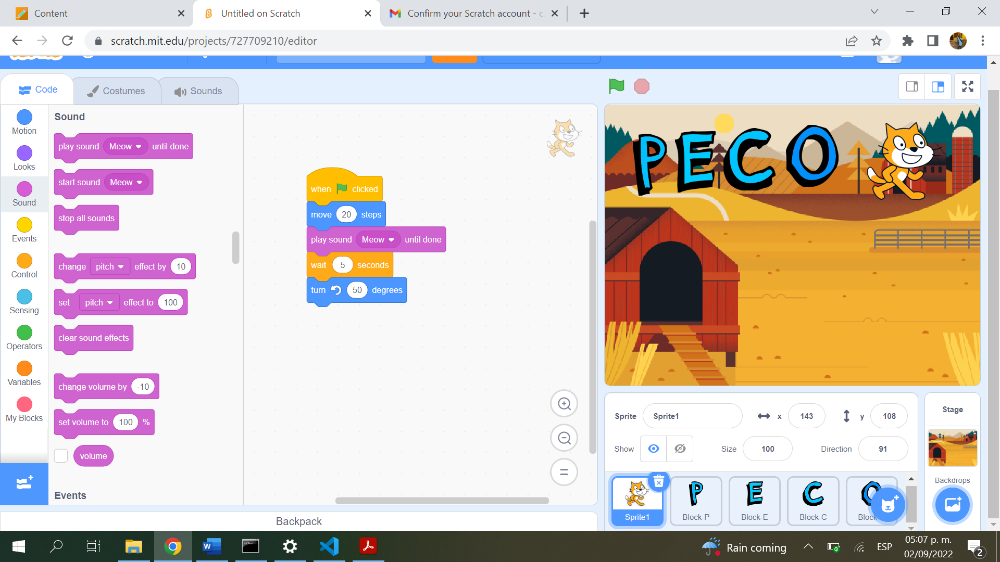 Content
Untitled on Scratch
Confirm your Scratch account - c
scratch.mit.edu/projects/727709210/editor
Code
Costumes
Sounds
Motion
Looks
Sound
Events
Control
Sensing
Operators
Variables
My Blocks
Sound
play sound Meow until done
start sound Meow
stop all sounds
change pitch effect by 10
set pitch effect to 100
clear sound effects
change volume by -10
set volume to 100 %
volume
Events
when clicked
move 20 steps
play sound Meow until done
wait 5 seconds
turn 50 degrees
Backpack
PECO
Sprite Sprite1 x 143 y 108
Show Size 100 Direction 91
Sprite1
P
Block-P
E
Block-E
C
Block-C
O
Block
Stage
Backdrops
Rain coming
ESP
05:07 p. m.
02/09/2022
2